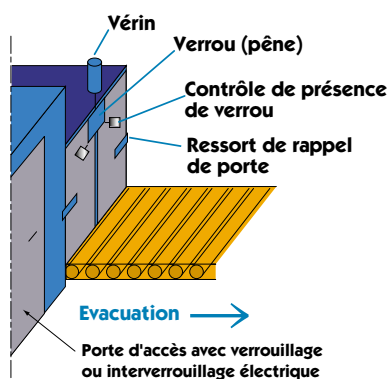 Vérin
Verrou (pêne)
Contrôle de présence
de verrou
Ressort de rappel
de porte
Evacuation
Porte d'accès avec verrouillage
ou interverrouillage électrique